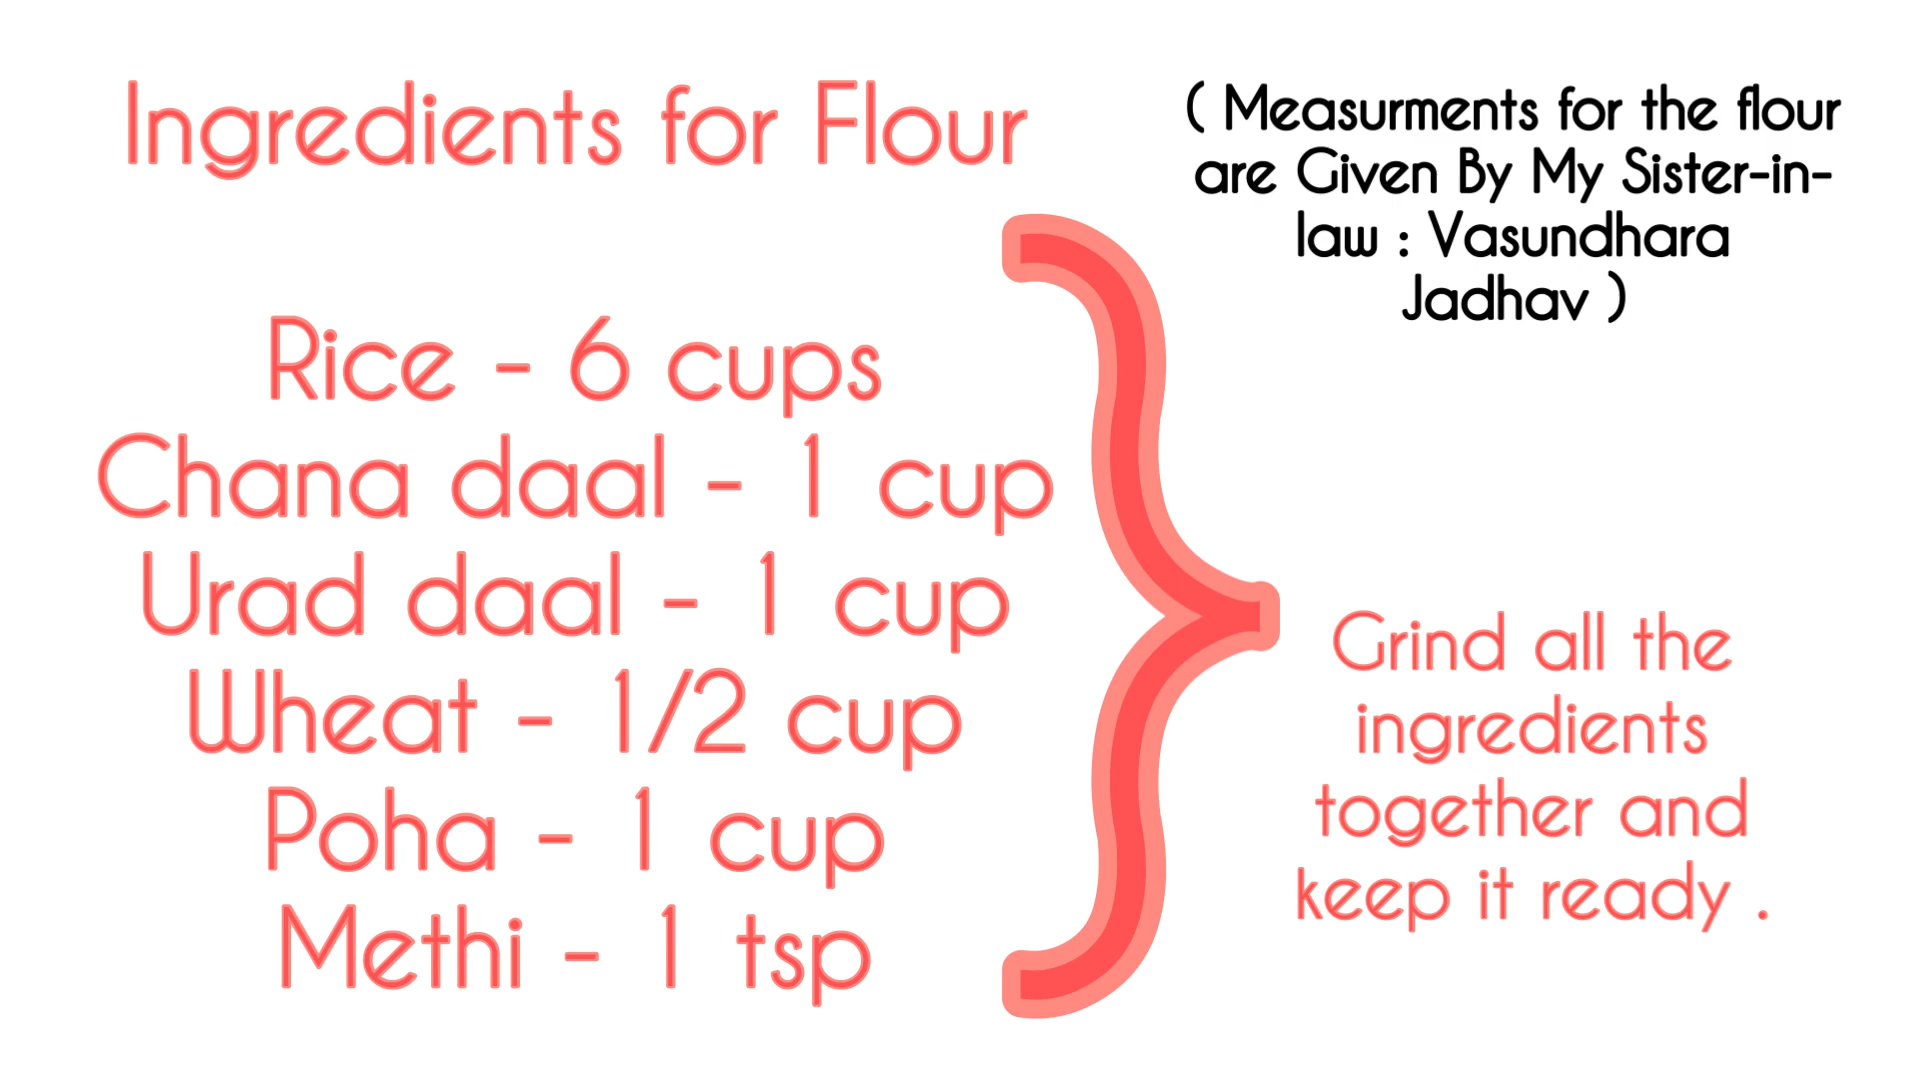 Ingredients for Flour
Rice - 6 cups
Chana daal - 1 cup
Urad daal - 1 cup
Wheat - 1/2 cup
Poha - 1 cup
Methi - 1 tsp
( Measurments for the flour
are Given By My Sister-in-
law : Vasundhara
Jadhav )
Grind all the
ingredients
together and
keep it ready .